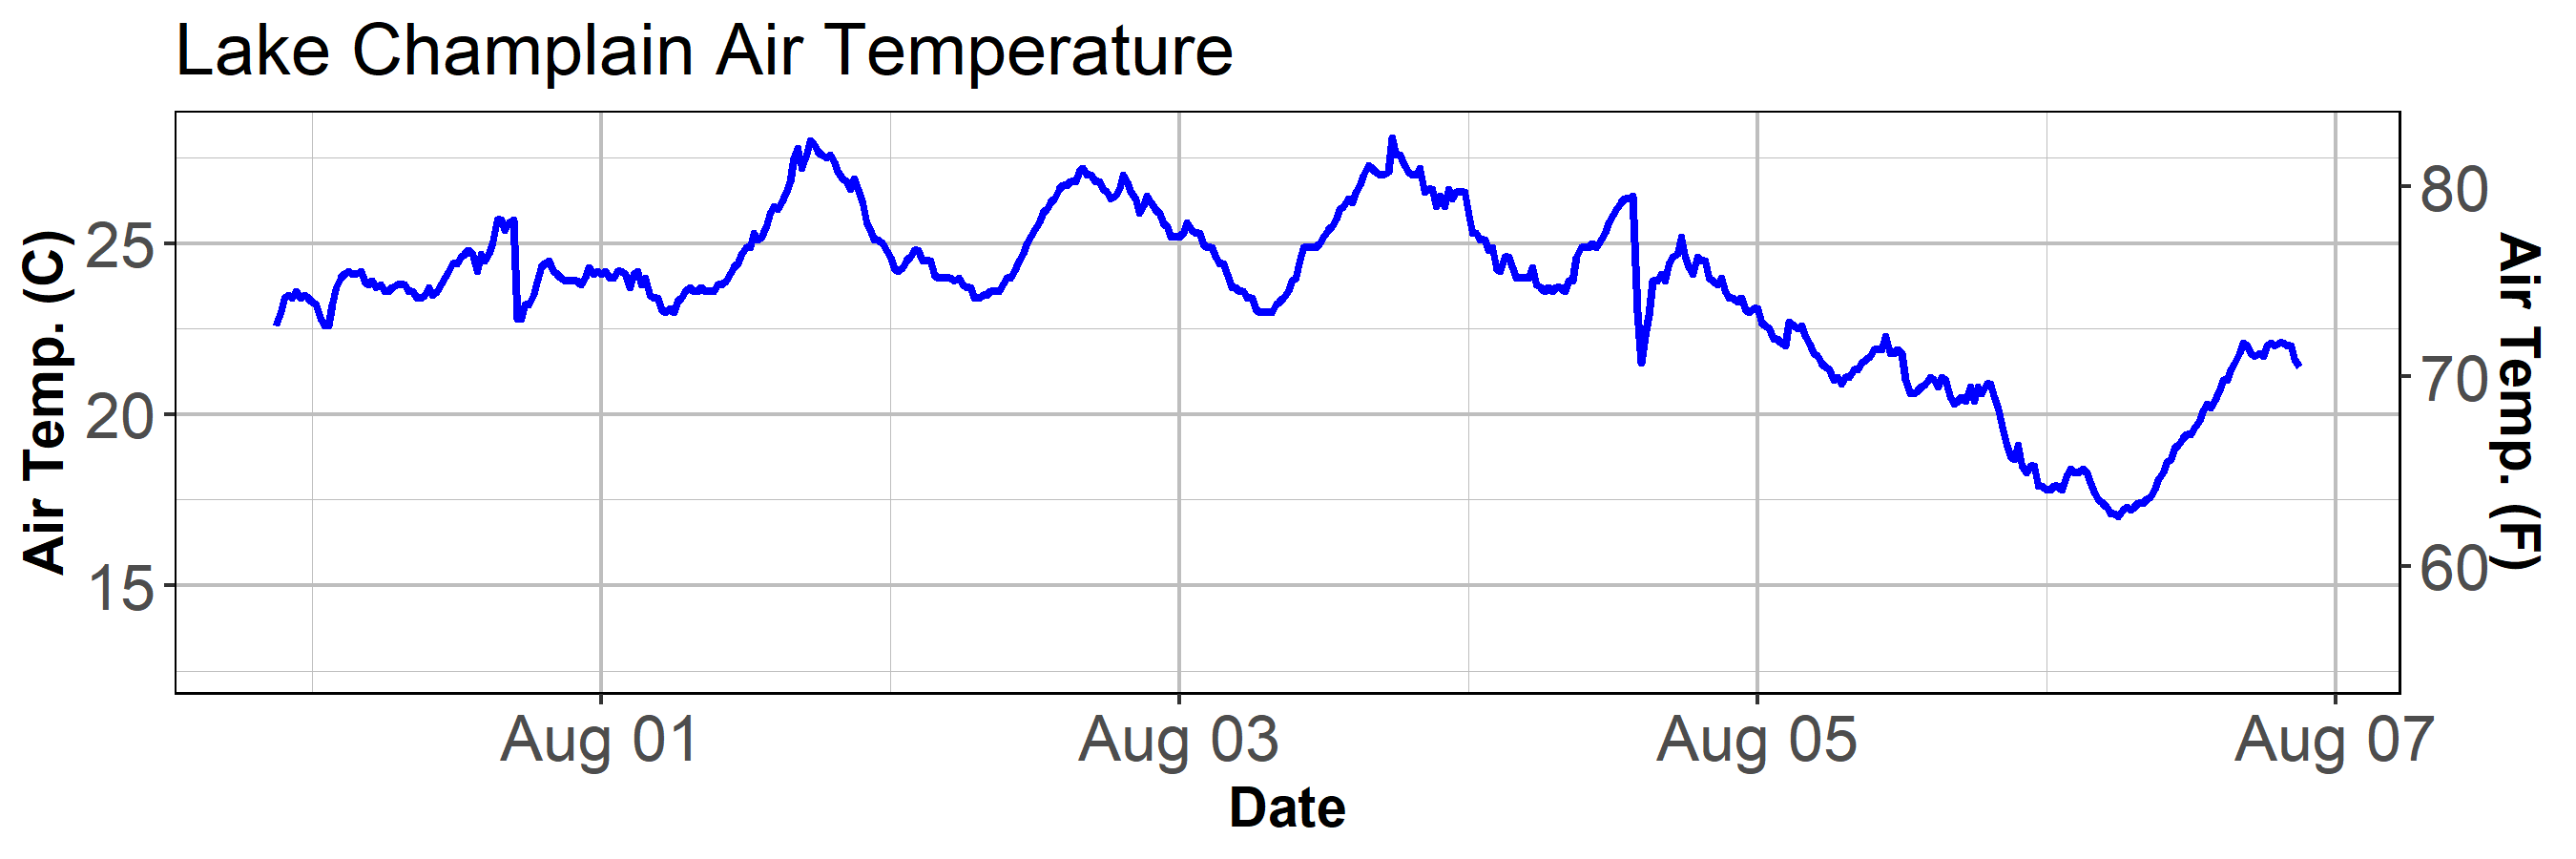 Lake Champlain Air Temperature
Air Temp. (C)
25
20
15
80
70
60
Air Temp. (F)
Aug 01 Aug 03 Aug 05 Aug 07
Date